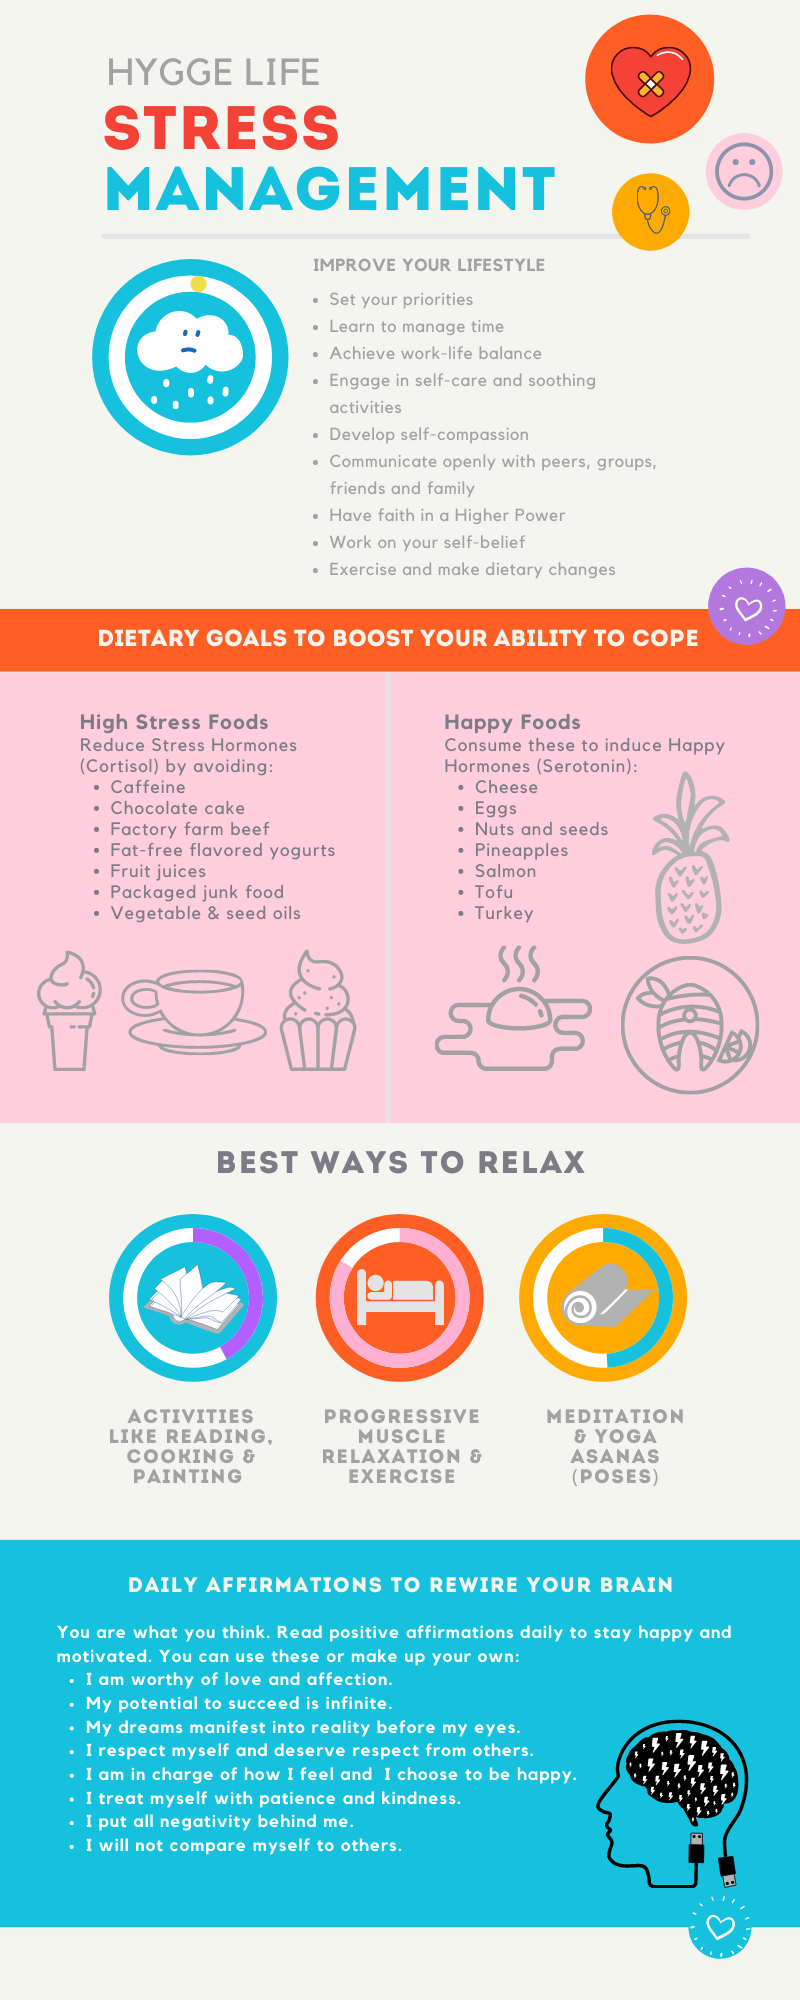 HYGGE LIFE
STRESS
MANAGEMENT
IMPROVE YOUR LIFESTYLE
• Set your priorities
• Learn to manage time
• Achieve work-life balance
• Engage in self-care and soothing
activities
• Develop self-compassion
• Communicate openly with peers, groups,
friends and family
• Have faith in a Higher Power
• Work on your self-belief
• Exercise and make dietary changes
DIETARY GOALS TO BOOST YOUR ABILITY TO COPE
High Stress Foods
Reduce Stress Hormones
(Cortisol) by avoiding:
• Caffeine
• Chocolate cake
• Factory farm beef
• Fat-free flavored yogurts
• Fruit juices
• Packaged junk food
• Vegetable & seed oils
Happy Foods
Consume these to induce Happy
Hormones (Serotonin):
• Cheese
• Eggs
• Nuts and seeds
• Pineapples
• Salmon
• Tofu
• Turkey
BEST WAYS TO RELAX
ACTIVITIES
LIKE READING,
COOKING &
PAINTING
PROGRESSIVE
MUSCLE
RELAXATION &
EXERCISE
MEDITATION
& YOGA
ASANAS
(POSES)
DAILY AFFIRMATIONS TO REWIRE YOUR BRAIN
You are what you think. Read positive affirmations daily to stay happy and
motivated. You can use these or make up your own:
• I am worthy of love and affection.
• My potential to succeed is infinite.
• My dreams manifest into reality before my eyes.
• I respect myself and deserve respect from others.
• I am in charge of how I feel and  I choose to be happy.
• I treat myself with patience and kindness.
• I put all negativity behind me.
• I will not compare myself to others.